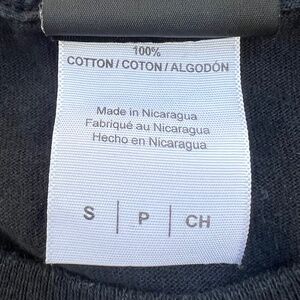 100%
COTTON / COTON / ALGODÓN
Made in Nicaragua
Fabriqué au Nicaragua
Hecho en Nicaragua
S | P | CH